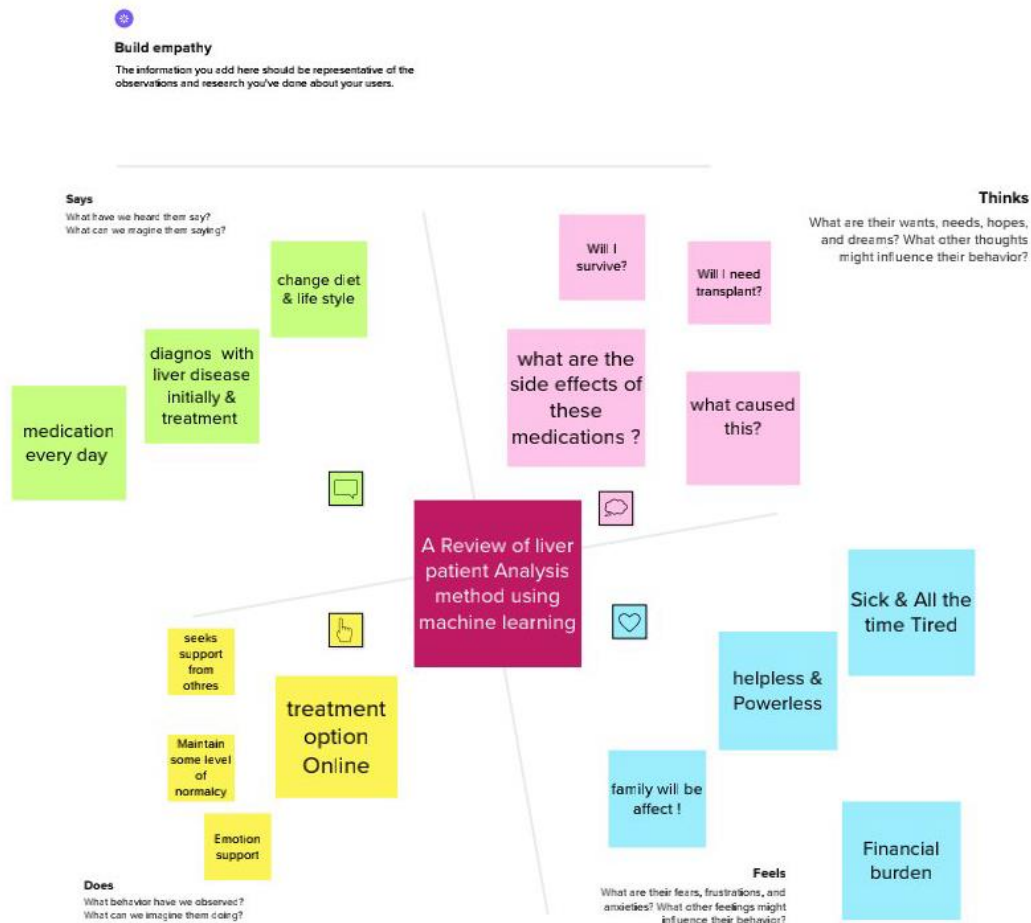 Build empathy
The information you add here should be representative of the
observations and research you've done about your users.
Says
What have we heard them say?
What can we imagine them saying?
change diet
& life style
diagnos with
liver disease
initially &
treatment
medication
every day
Thinks
What are their wants, needs, hopes,
and dreams? What other thoughts
might influence their behavior?
Will I
survive?
Will I need
transplant?
what are the
side effects of
these
medications ?
what caused
this?
A Review of liver
patient Analysis
method using
machine learning
seeks
support
from
othres
treatment
option
Online
Maintain
some level
of
normalcy
Emotion
support
Does
What behavior have we observed?
What can we imagine them doing?
Sick & All the
time Tired
helpless &
Powerless
family will be
affect !
Financial
burden
Feels
What are their fears, frustrations, and
anxieties? What other feelings might
influence their behavior?